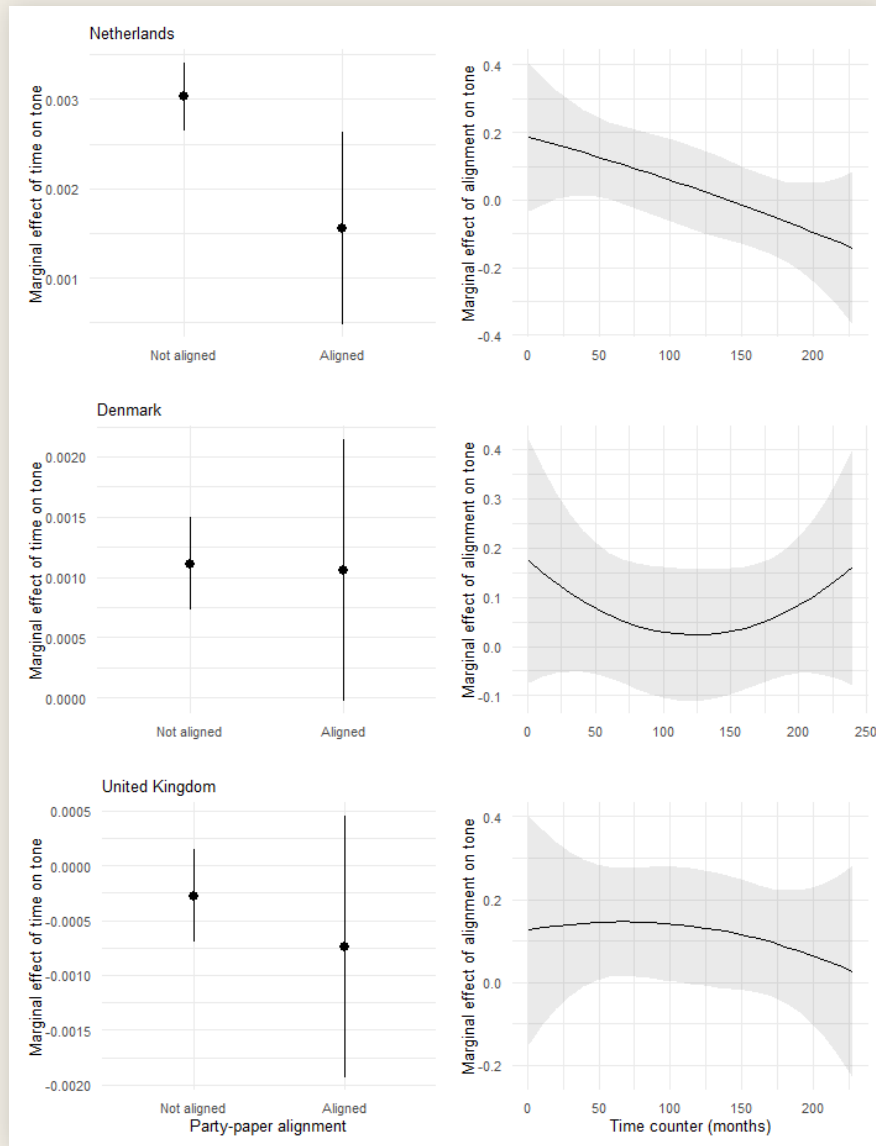 Netherlands
Marginal effect of time on tone
0.003
0.002
0.001
Not aligned Aligned
Marginal effect of alignment on tone
0.4
0.2
0.0
-0.2
-0.4
0 50 100 150 200
Denmark
Marginal effect of time on tone
0.0020
0.0015
0.0010
0.0005
0.0000
Not aligned Aligned
Marginal effect of alignment on tone
0.4
0.3
0.2
0.1
0.0
-0.1
0 50 100 150 200 250
United Kingdom
Marginal effect of time on tone
0.0005
0.0000
-0.0005
-0.0010
-0.0015
-0.0020
Not aligned Aligned
Party-paper alignment
Marginal effect of alignment on tone
0.4
0.2
0.0
-0.2
0 50 100 150 200
Time counter (months)